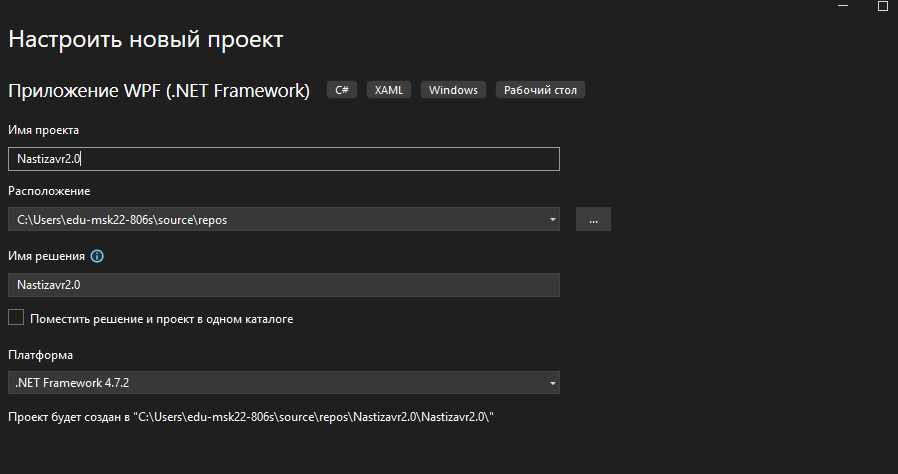 Настроить новый проект
Приложение WPF (.NET Framework) C# XAML Windows Рабочий стол
Имя проекта
Nastizavr2.0
Расположение
C:\Users\edu-msk22-806s\source\repos ...
Имя решения
Nastizavr2.0
Поместить решение и проект в одном каталоге
Платформа
.NET Framework 4.7.2
Проект будет создан в "C:\Users\edu-msk22-806s\source\repos\Nastizavr2.0\Nastizavr2.0\"